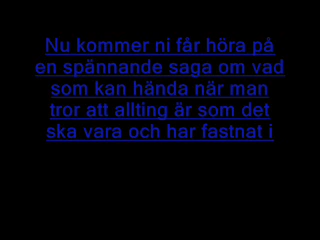 Nu kommer ni får höra på
en spännande saga om vad
som kan hända när man
tror att allting är som det
ska vara och har fastnat i